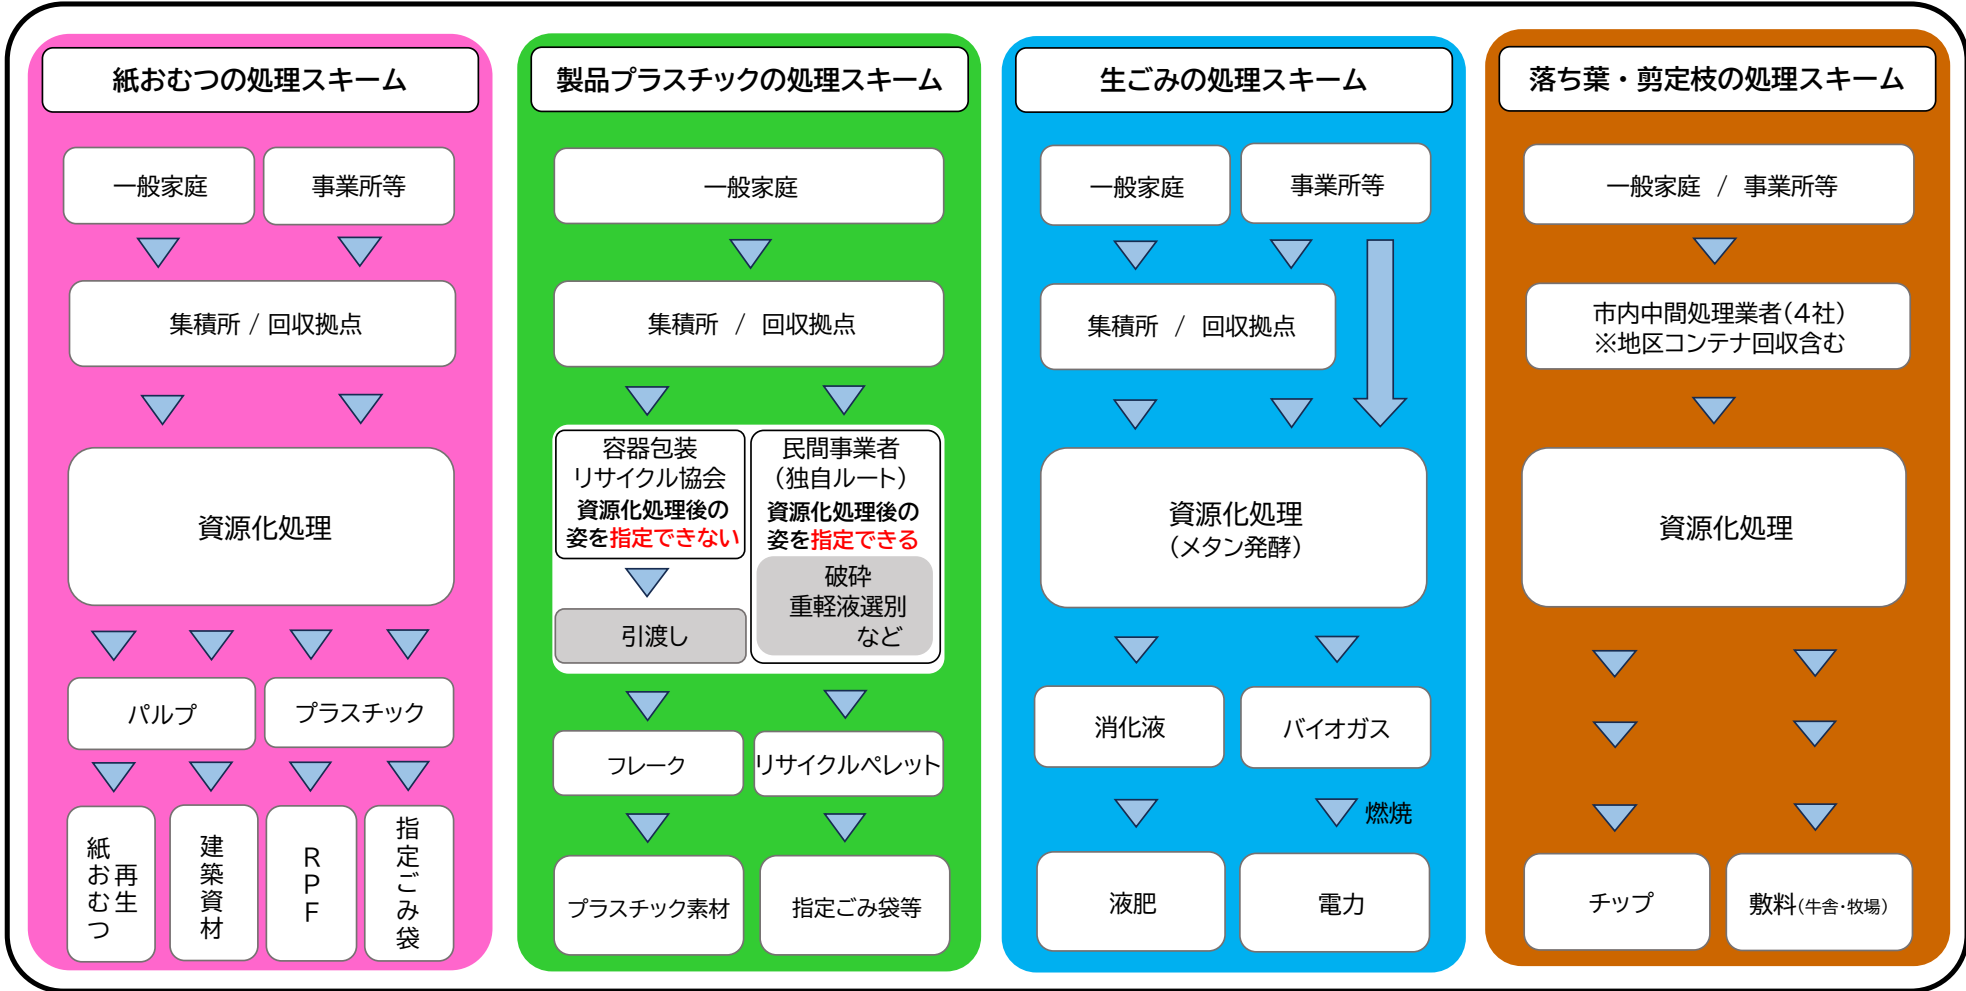 紙おむつの処理スキーム
一般家庭
事業所等
集積所 / 回収拠点
資源化処理
パルプ
プラスチック
再生
紙おむつ
建築資材
RPF
指定ごみ袋
製品プラスチックの処理スキーム
一般家庭
集積所 / 回収拠点
容器包装
リサイクル協会
資源化処理後の
姿を指定できない
引渡し
民間事業者
（独自ルート）
資源化処理後の
姿を指定できる
破砕
重軽液選別
など
フレーク
リサイクルペレット
プラスチック素材
指定ごみ袋等
生ごみの処理スキーム
一般家庭
事業所等
集積所 / 回収拠点
資源化処理
（メタン発酵）
消化液
バイオガス
燃焼
液肥
電力
落ち葉・剪定枝の処理スキーム
一般家庭 / 事業所等
市内中間処理業者（4社）
※地区コンテナ回収含む
資源化処理
チップ
敷料（牛舎・牧場）